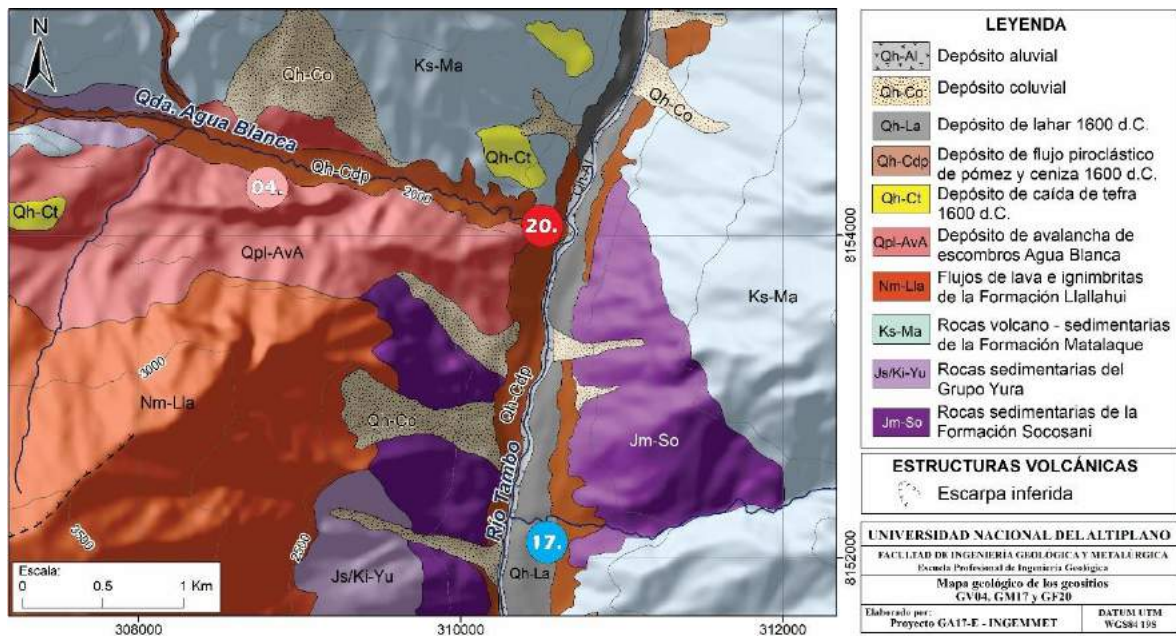 N
Qh-Co
Ks-Ma
Qh-Co
Qda. Agua Blanca
Qh-Ct
Qh-Cdp
2000
Qh-Al
04.
Qh-Ct
20.
8154000
Qpl-AvA
Ks-Ma
3000
Qh-Cdp
Nm-Lla
Qh-Co
Jm-So
Río Tambo
3500
2500
17.
8152000
Js/Ki-Yu
Qh-La
Escala:
0 0.5 1 Km
308000 310000 312000
LEYENDA
Qh-Al Depósito aluvial
Qh-Co Depósito coluvial
Qh-La Depósito de lahar 1600 d.C.
Qh-Cdp Depósito de flujo piroclástico
de pómez y ceniza 1600 d.C.
Qh-Ct Depósito de caída de tefra
1600 d.C.
Qpl-AvA Depósito de avalancha de
escombros Agua Blanca
Nm-Lla Flujos de lava e ignimbritas
de la Formación Llallahui
Ks-Ma Rocas volcano - sedimentarias
de la Formación Matalaque
Js/Ki-Yu Rocas sedimentarias del
Grupo Yura
Jm-So Rocas sedimentarias de la
Formación Socosani
ESTRUCTURAS VOLCÁNICAS
Escarpa inferida
UNIVERSIDAD NACIONAL DEL ALTIPLANO
FACULTAD DE INGENIERÍA GEOLÓGICA Y METALÚRGICA
Escuela Profesional de Ingeniería Geológica
Mapa geológico de los geositios
GV04, GM17 y GF20
Elaborado por:
Proyecto GA17-E - INGEMMET
DATUM UTM
WGS84 19S